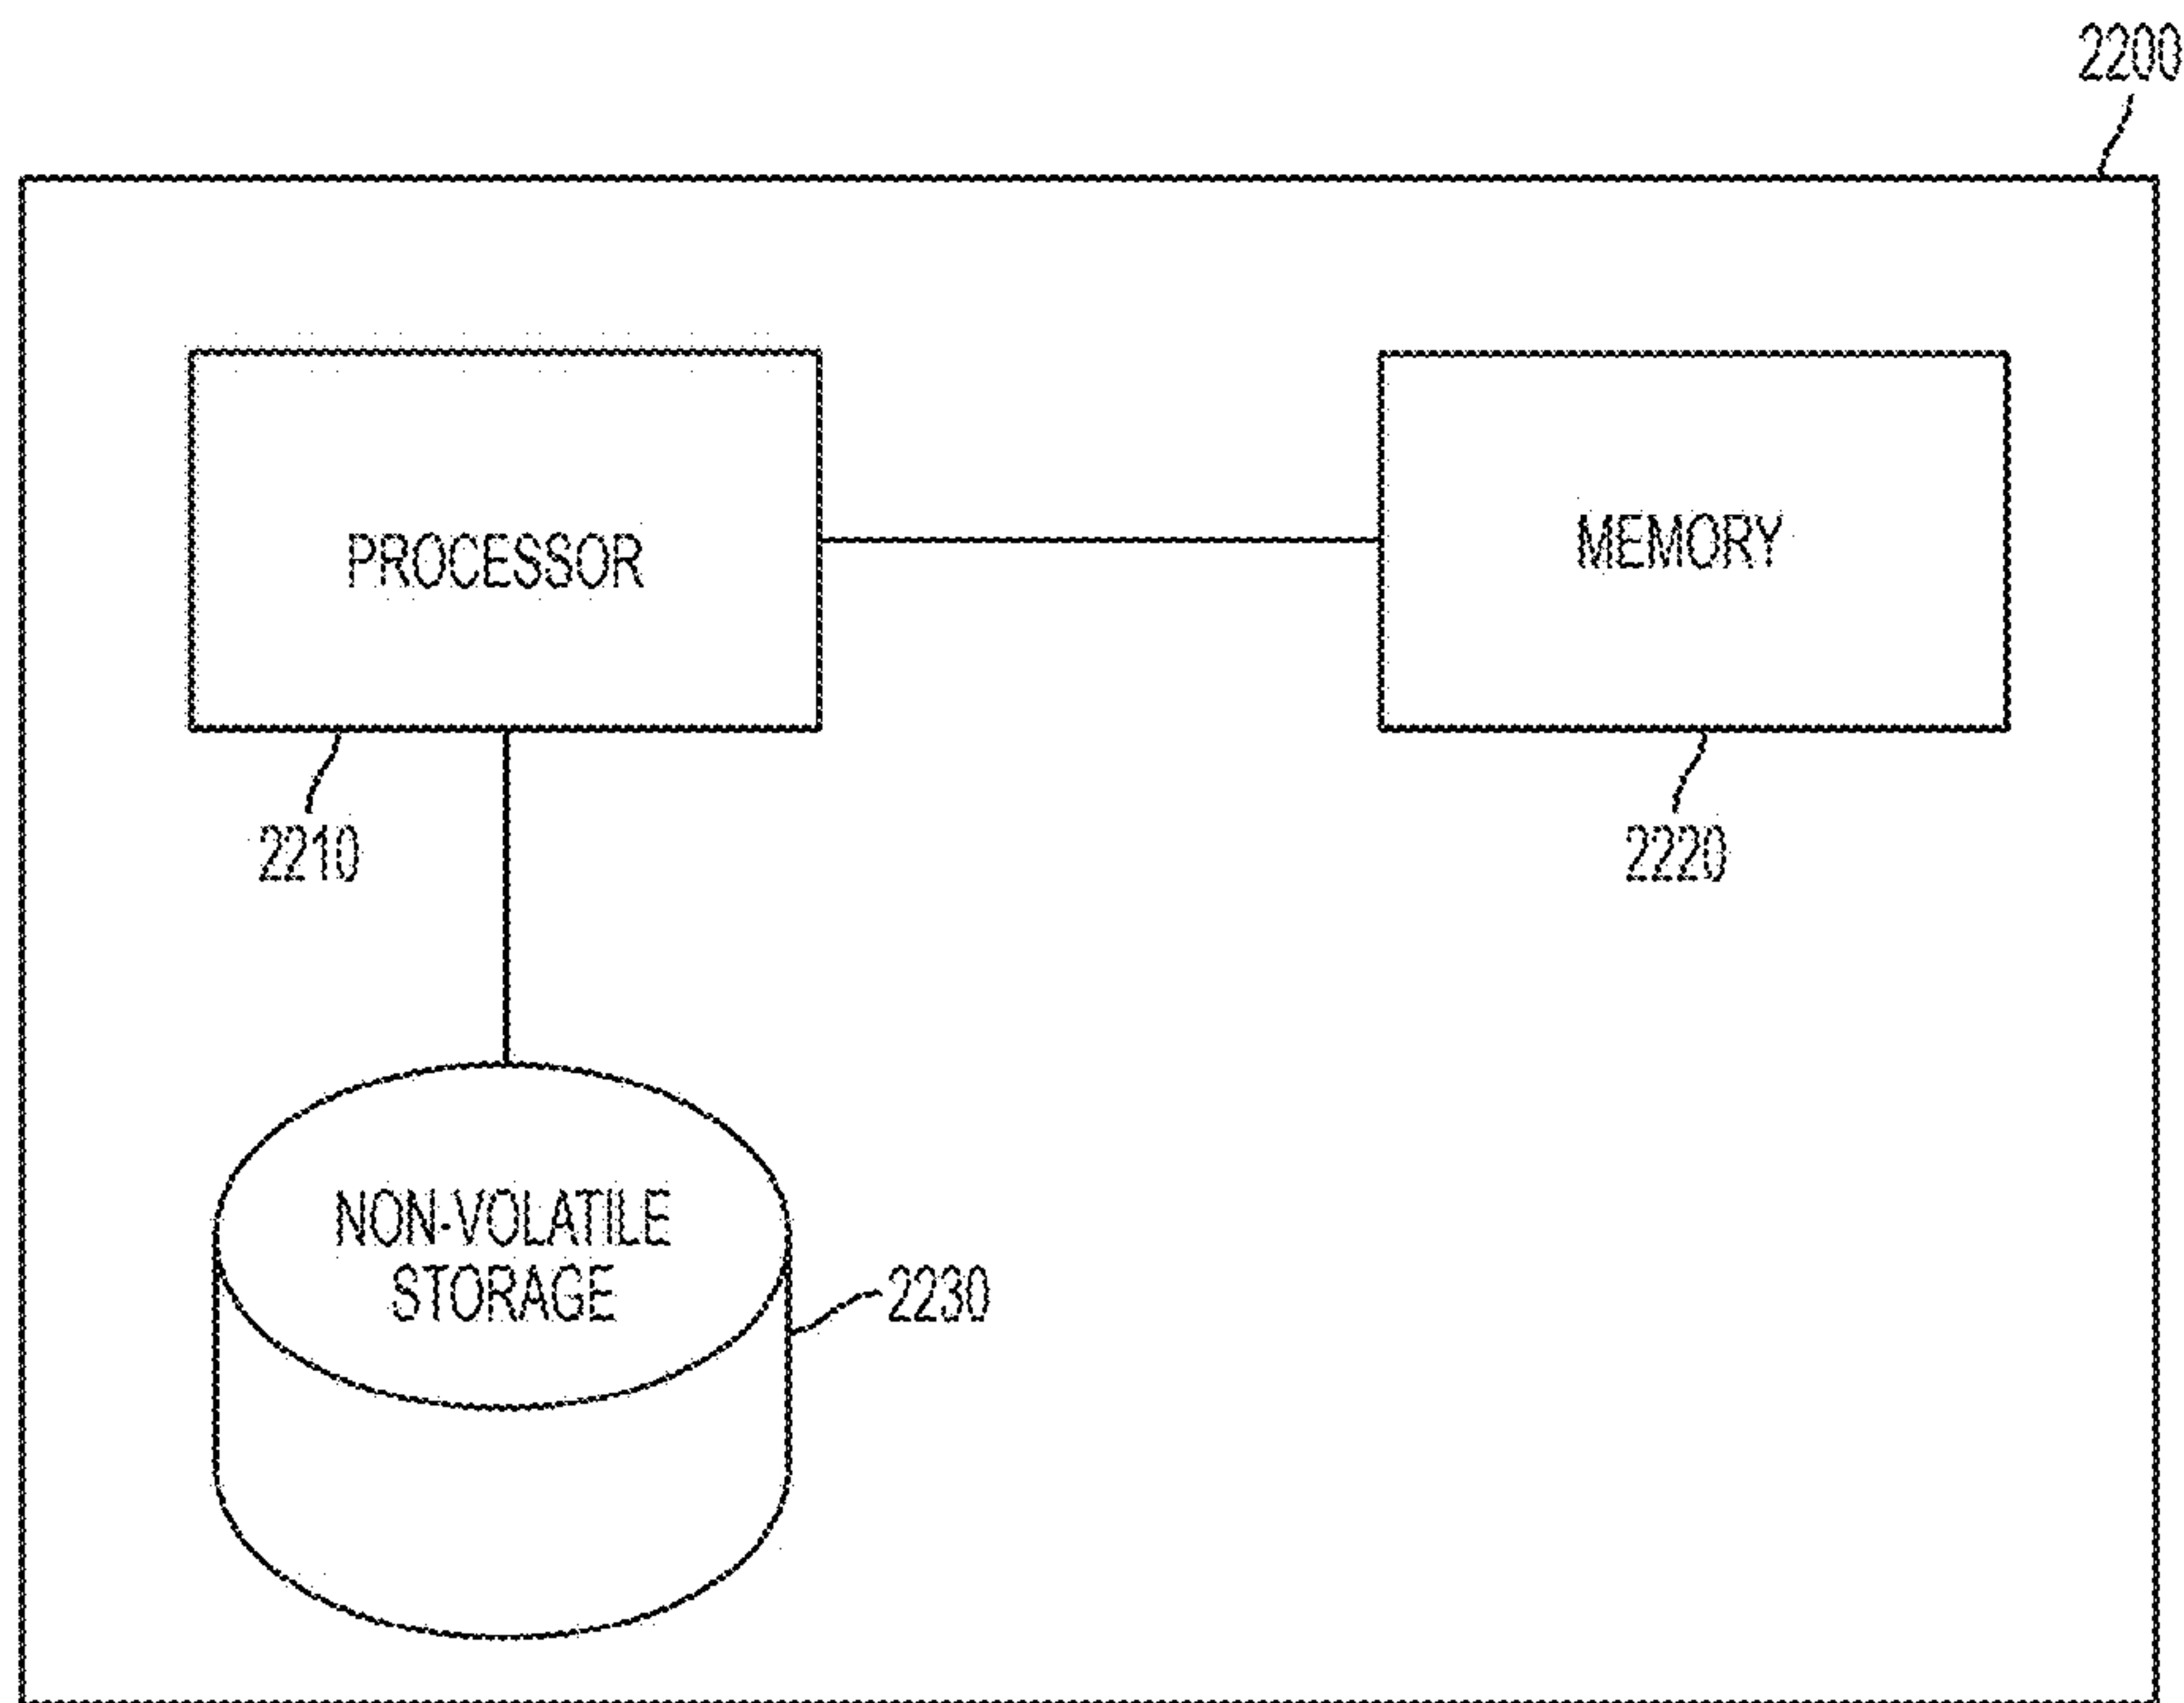 2200
PROCESSOR
MEMORY
2210
2220
NON-VOLATILE
STORAGE
2230